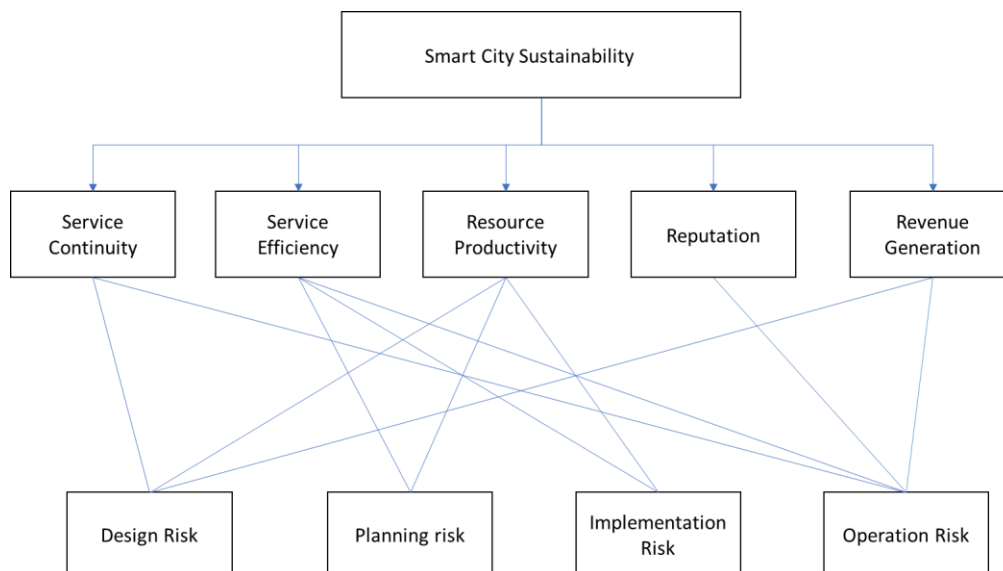 Smart City Sustainability
Service
Continuity
Service
Efficiency
Resource
Productivity
Reputation
Revenue
Generation
Design Risk
Planning risk
Implementation
Risk
Operation Risk